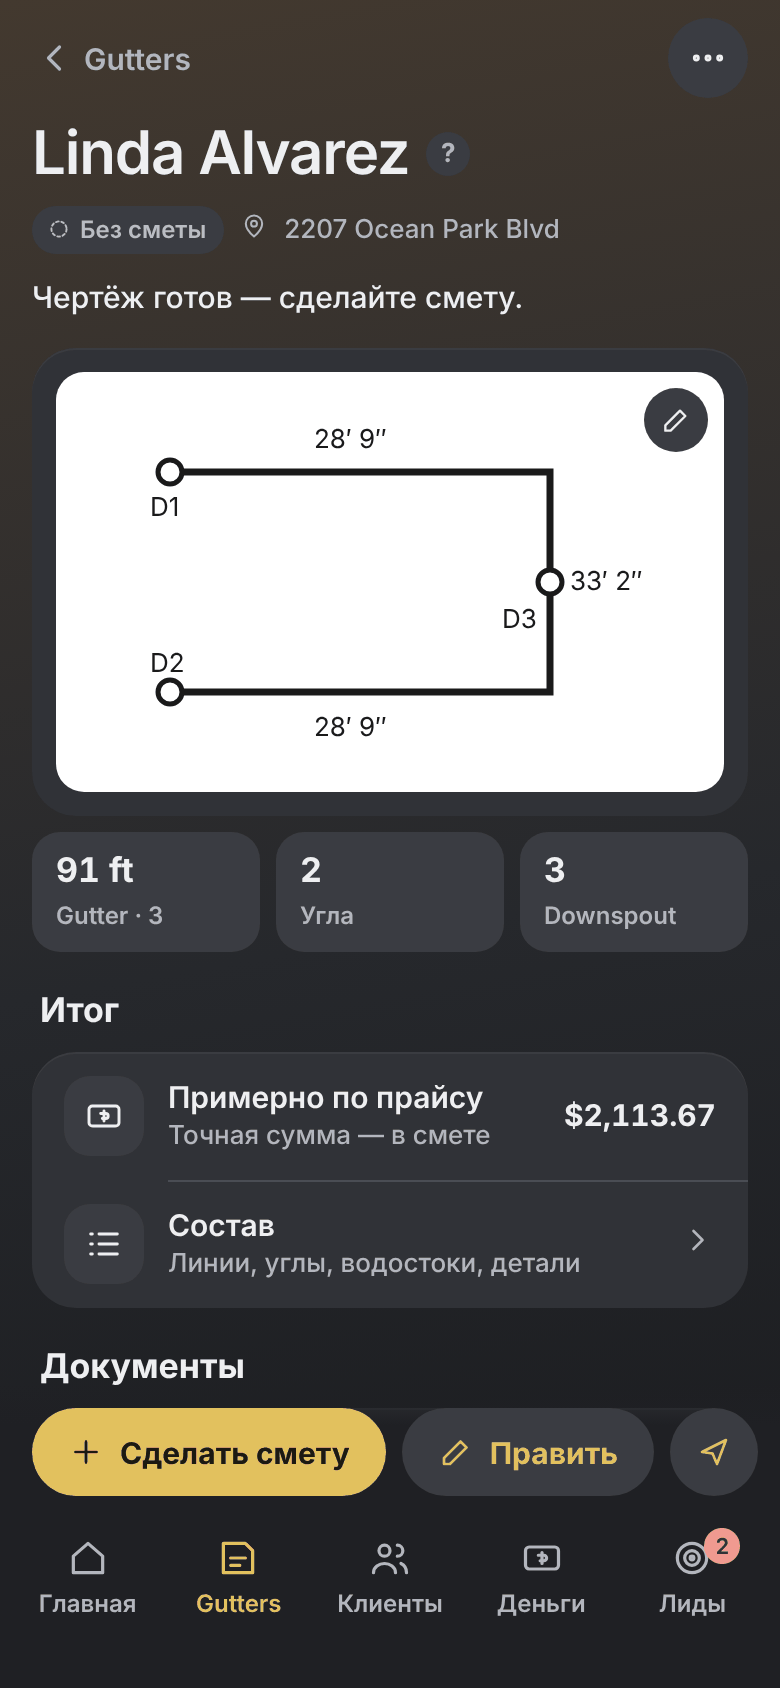 Gutters
Linda Alvarez ?
Без сметы 2207 Ocean Park Blvd
Чертёж готов — сделайте смету.
28′ 9″
D1
33′ 2″
D3
D2
28′ 9″
91 ft
Gutter · 3
2
Угла
3
Downspout
Итог
Примерно по прайсу
Точная сумма — в смете
$2,113.67
Состав
Линии, углы, водостоки, детали
Документы
Сделать смету
Править
2
Главная
Gutters
Клиенты
Деньги
Лиды